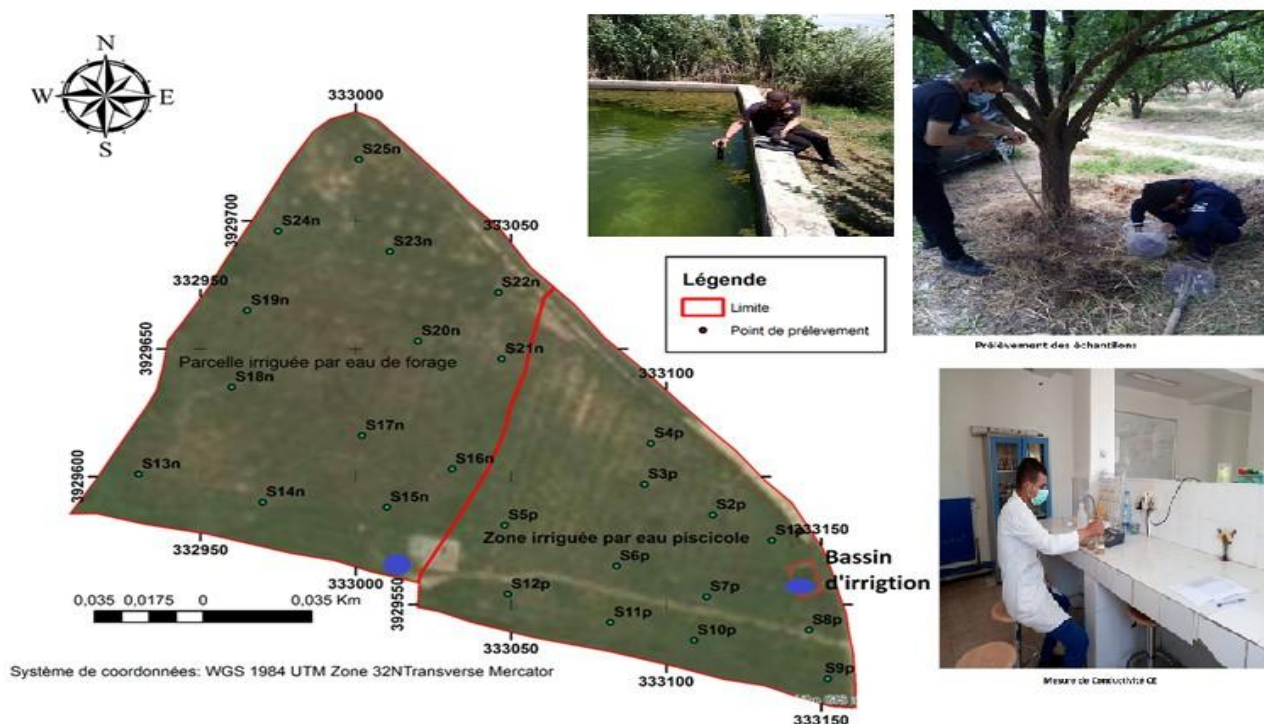 N
W E
S
333000
S25n
3929700
S24n
S23n
333050
332950
S22n
S19n
S20n
3929650
S21n
Parcelle irriguée par eau de forage
S18n
333100
S17n
S4p
S16n
S13n
S3p
3929600
S14n
S15n
S2p
S5p
S1p
333150
Zone irriguée par eau piscicole
332950
S6p
Bassin
d'irrigtion
333000
S12p
S7p
3929550
S11p
S8p
S10p
333050
S9p
333100
333150
0,035 0,0175 0 0,035 Km
Système de coordonnées: WGS 1984 UTM Zone 32NTransverse Mercator
Légende
Limite
Point de prélevement
Prélèvement des échantillons
Mesure de Conductivité CE